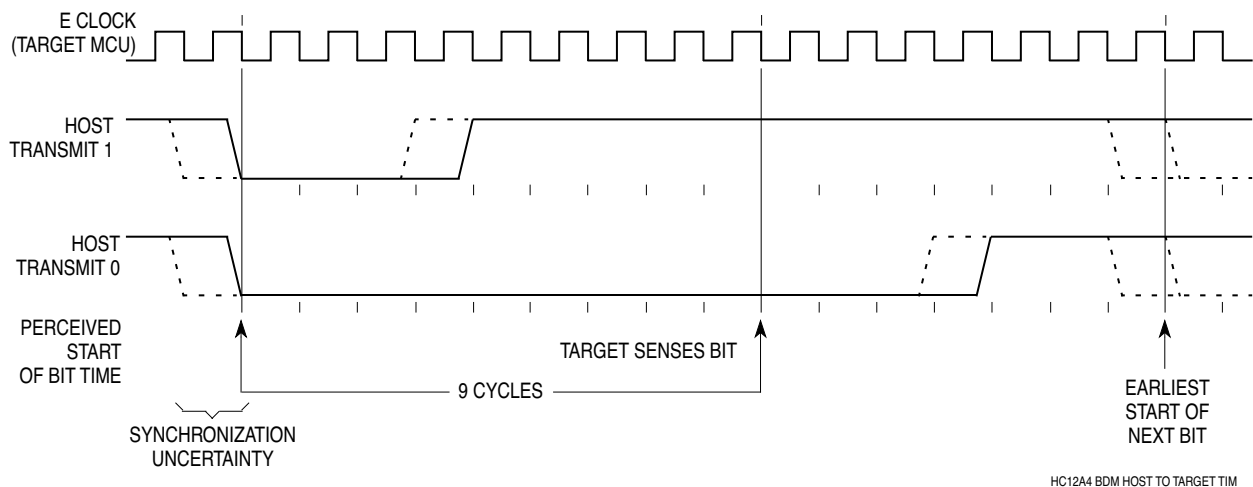 E CLOCK
(TARGET MCU)
HOST
TRANSMIT 1
HOST
TRANSMIT 0
PERCEIVED
START
OF BIT TIME
TARGET SENSES BIT
9 CYCLES
EARLIEST
START OF
NEXT BIT
SYNCHRONIZATION
UNCERTAINTY
HC12A4 BDM HOST TO TARGET TIM